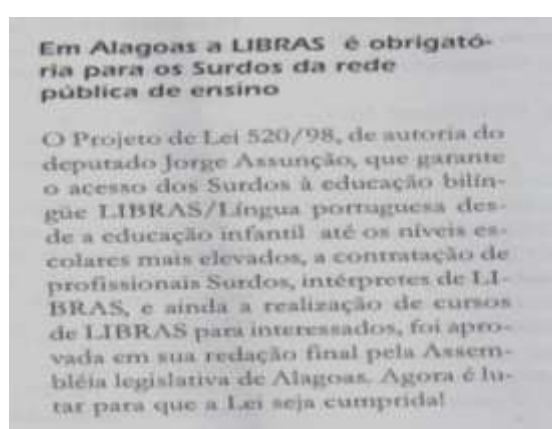 Em Alagoas a LIBRAS é obrigató-
ria para os Surdos da rede
pública de ensino
O Projeto de Lei 520/98, de autoria do
deputado Jorge Assunção, que garante
o acesso dos Surdos à educação bilín-
güe LIBRAS/Língua portuguesa des-
de a educação infantil até os níveis es-
colares mais elevados, a contratação de
profissionais Surdos, intérpretes de LI-
BRAS, e ainda a realização de cursos
de LIBRAS para interessados, foi apro-
vada em sua redação final pela Assem-
bléia legislativa de Alagoas. Agora é lu-
tar para que a Lei seja cumprida!